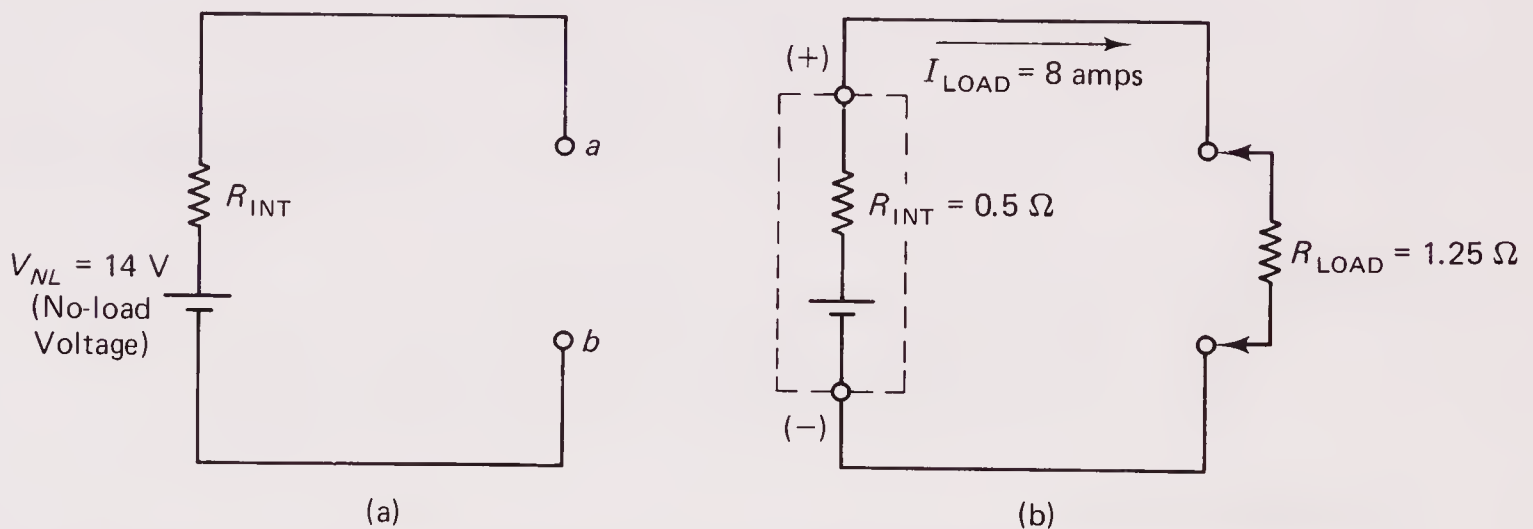 a
R_INT
V_NL = 14 V
(No-load
Voltage)
b
(a)
(+)
I_LOAD = 8 amps
R_INT = 0.5 Ω
R_LOAD = 1.25 Ω
(−)
(b)